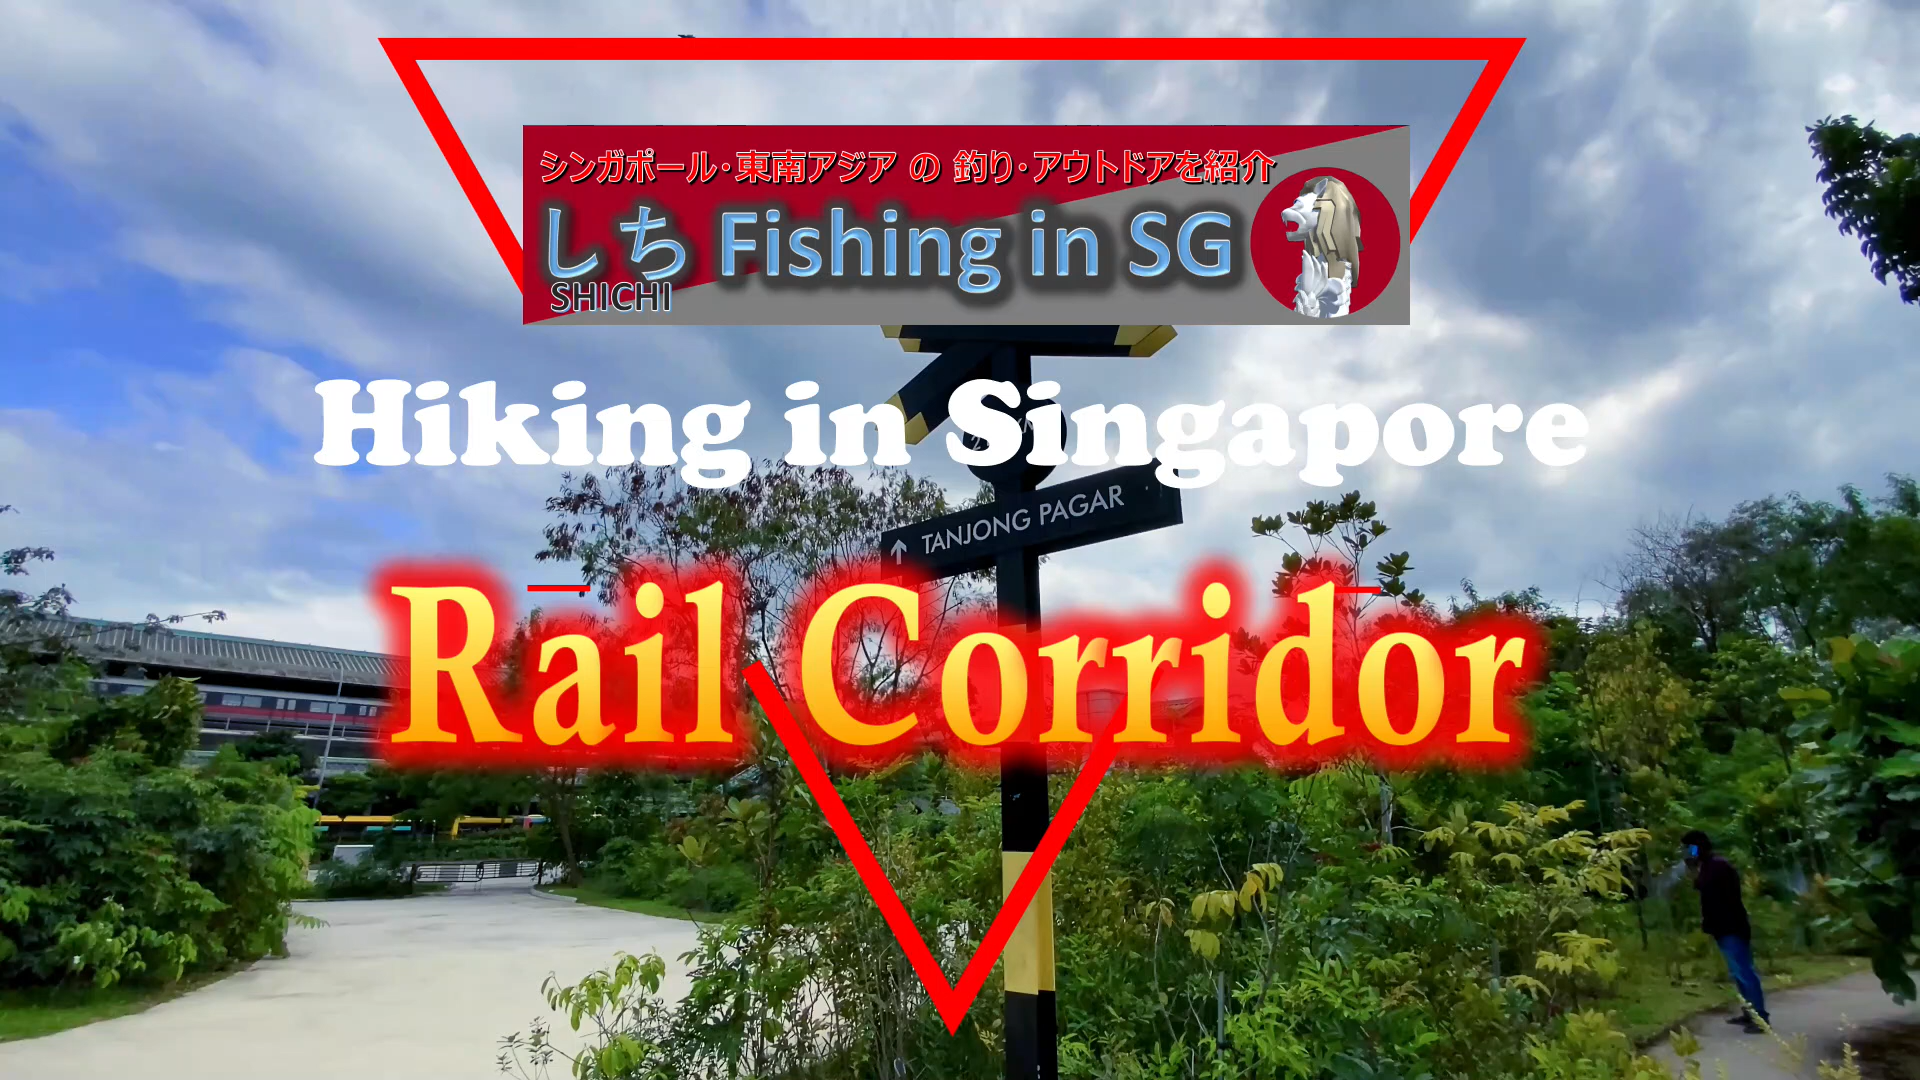 シンガポール・東南アジア の 釣り・アウトドアを紹介
しち Fishing in SG
SHICHI
Hiking in Singapore
TANJONG PAGAR
Rail Corridor